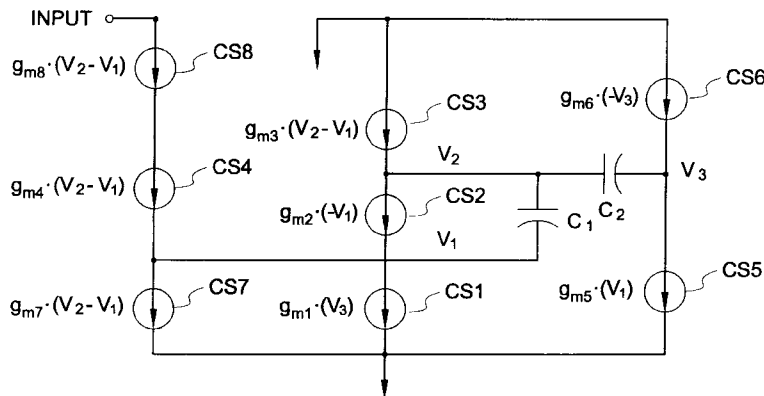 INPUT
CS8
g_m8·(V_2-V_1)
CS3
CS6
g_m6·(-V_3)
g_m3·(V_2-V_1)
CS4
V_2
V_3
g_m4·(V_2-V_1)
CS2
g_m2·(-V_1)
C_1
C_2
V_1
CS7
CS1
CS5
g_m7·(V_2-V_1)
g_m1·(V_3)
g_m5·(V_1)